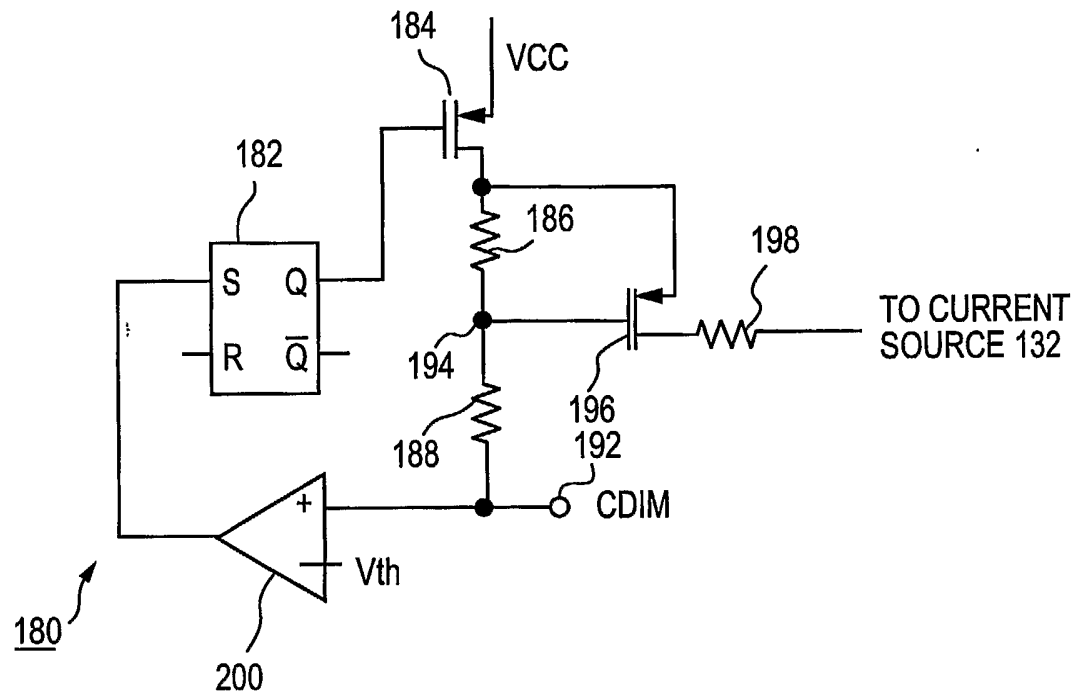 184
VCC
182
186
198
S Q
R Q̅
194
TO CURRENT
SOURCE 132
196
188
192
+
CDIM
Vth
180
200